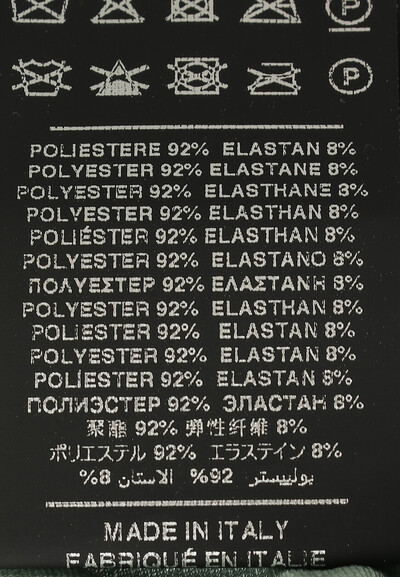 POLIESTERE 92% ELASTAN 8%
POLYESTER 92% ELASTANE 8%
POLYESTER 92% ELASTHANE 8%
POLYESTER 92% ELASTHAN 8%
POLIÉSTER 92% ELASTHAN 8%
POLYESTER 92% ELASTANO 8%
ΠΟΛΥΕΣΤΕΡ 92% ΕΛΑΣΤΑΝΗ 8%
POLYESTER 92% ELASTHAN 8%
POLIESTER 92% ELASTAN 8%
POLYESTER 92% ELASTAN 8%
POLİESTER 92% ELASTAN 8%
ПОЛИЭСТЕР 92% ЭЛАСТАН 8%
聚酯 92% 弹性纤维 8%
ポリエステル 92% エラステイン 8%
بولييستر 92% الاستان 8%
MADE IN ITALY
FABRIQUÉ EN ITALIE